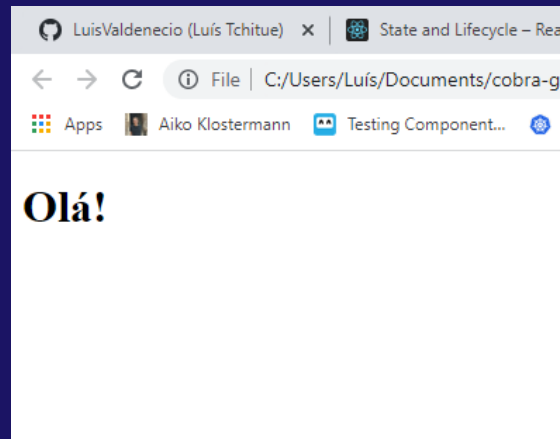 LuisValdenecio (Luís Tchitue) State and Lifecycle – Rea
File C:/Users/Luís/Documents/cobra-g
Apps Aiko Klostermann Testing Component...
Olá!